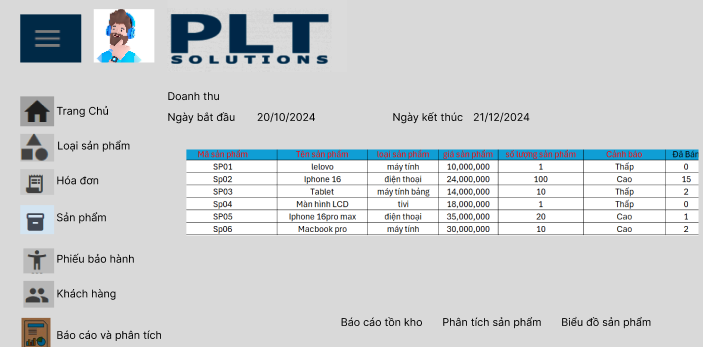 PLT
SOLUTIONS
Doanh thu
Ngày bắt đầu 20/10/2024 Ngày kết thúc 21/12/2024
Trang Chủ
Loại sản phẩm
Hóa đơn
Sản phẩm
Phiếu bảo hành
Khách hàng
Báo cáo và phân tích
Mã sản phẩm Tên sản phẩm loại sản phẩm giá sản phẩm số lượng sản phẩm Cảnh báo Đã Bán
SP01 lelovo máy tính 10,000,000 1 Thấp 0
Sp02 Iphone 16 điện thoại 24,000,000 100 Cao 15
SP03 Tablet máy tính bảng 14,000,000 10 Thấp 2
Sp04 Màn hình LCD tivi 18,000,000 1 Thấp 0
SP05 Iphone 16pro max điện thoại 35,000,000 20 Cao 1
Sp06 Macbook pro máy tính 30,000,000 10 Cao 2
Báo cáo tồn kho Phân tích sản phẩm Biểu đồ sản phẩm